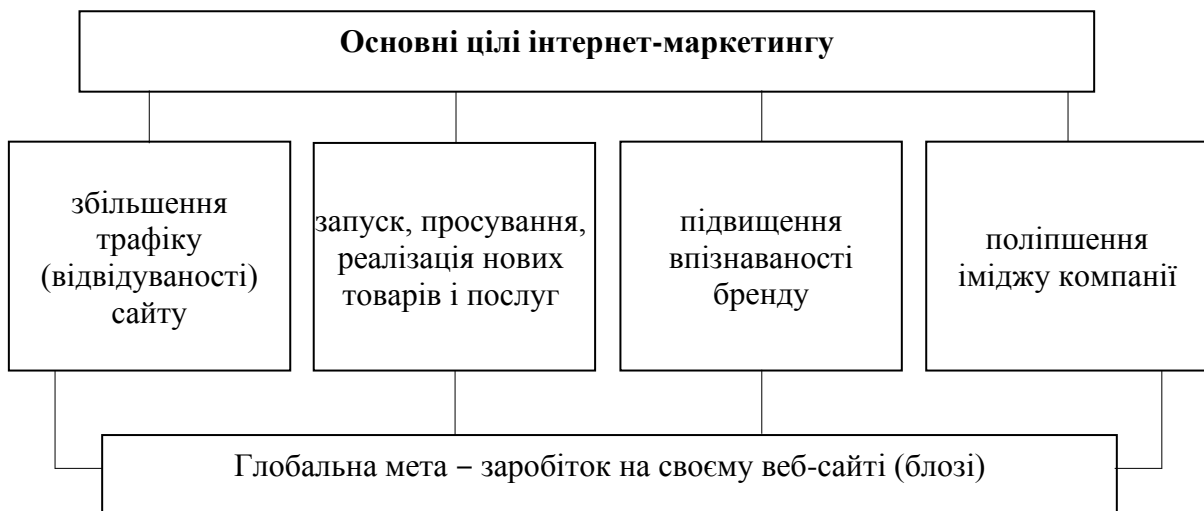 Основні цілі інтернет-маркетингу
збільшення
трафіку
(відвідуваності)
сайту
запуск, просування,
реалізація нових
товарів і послуг
підвищення
впізнаваності
бренду
поліпшення
іміджу компанії
Глобальна мета – заробіток на своєму веб-сайті (блозі)